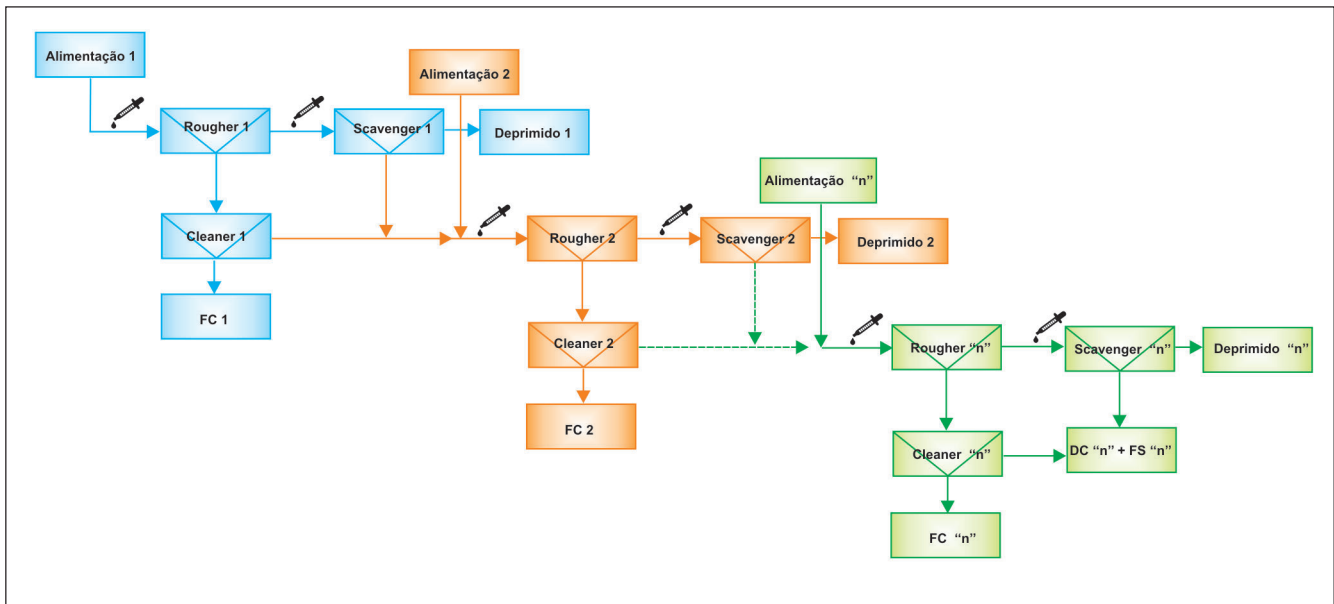 Alimentação 1
Alimentação 2
Rougher 1
Scavenger 1
Deprimido 1
Alimentação “n”
Cleaner 1
Rougher 2
Scavenger 2
Deprimido 2
FC 1
Cleaner 2
Rougher “n”
Scavenger “n”
Deprimido “n”
FC 2
Cleaner “n”
DC “n” + FS “n”
FC “n”